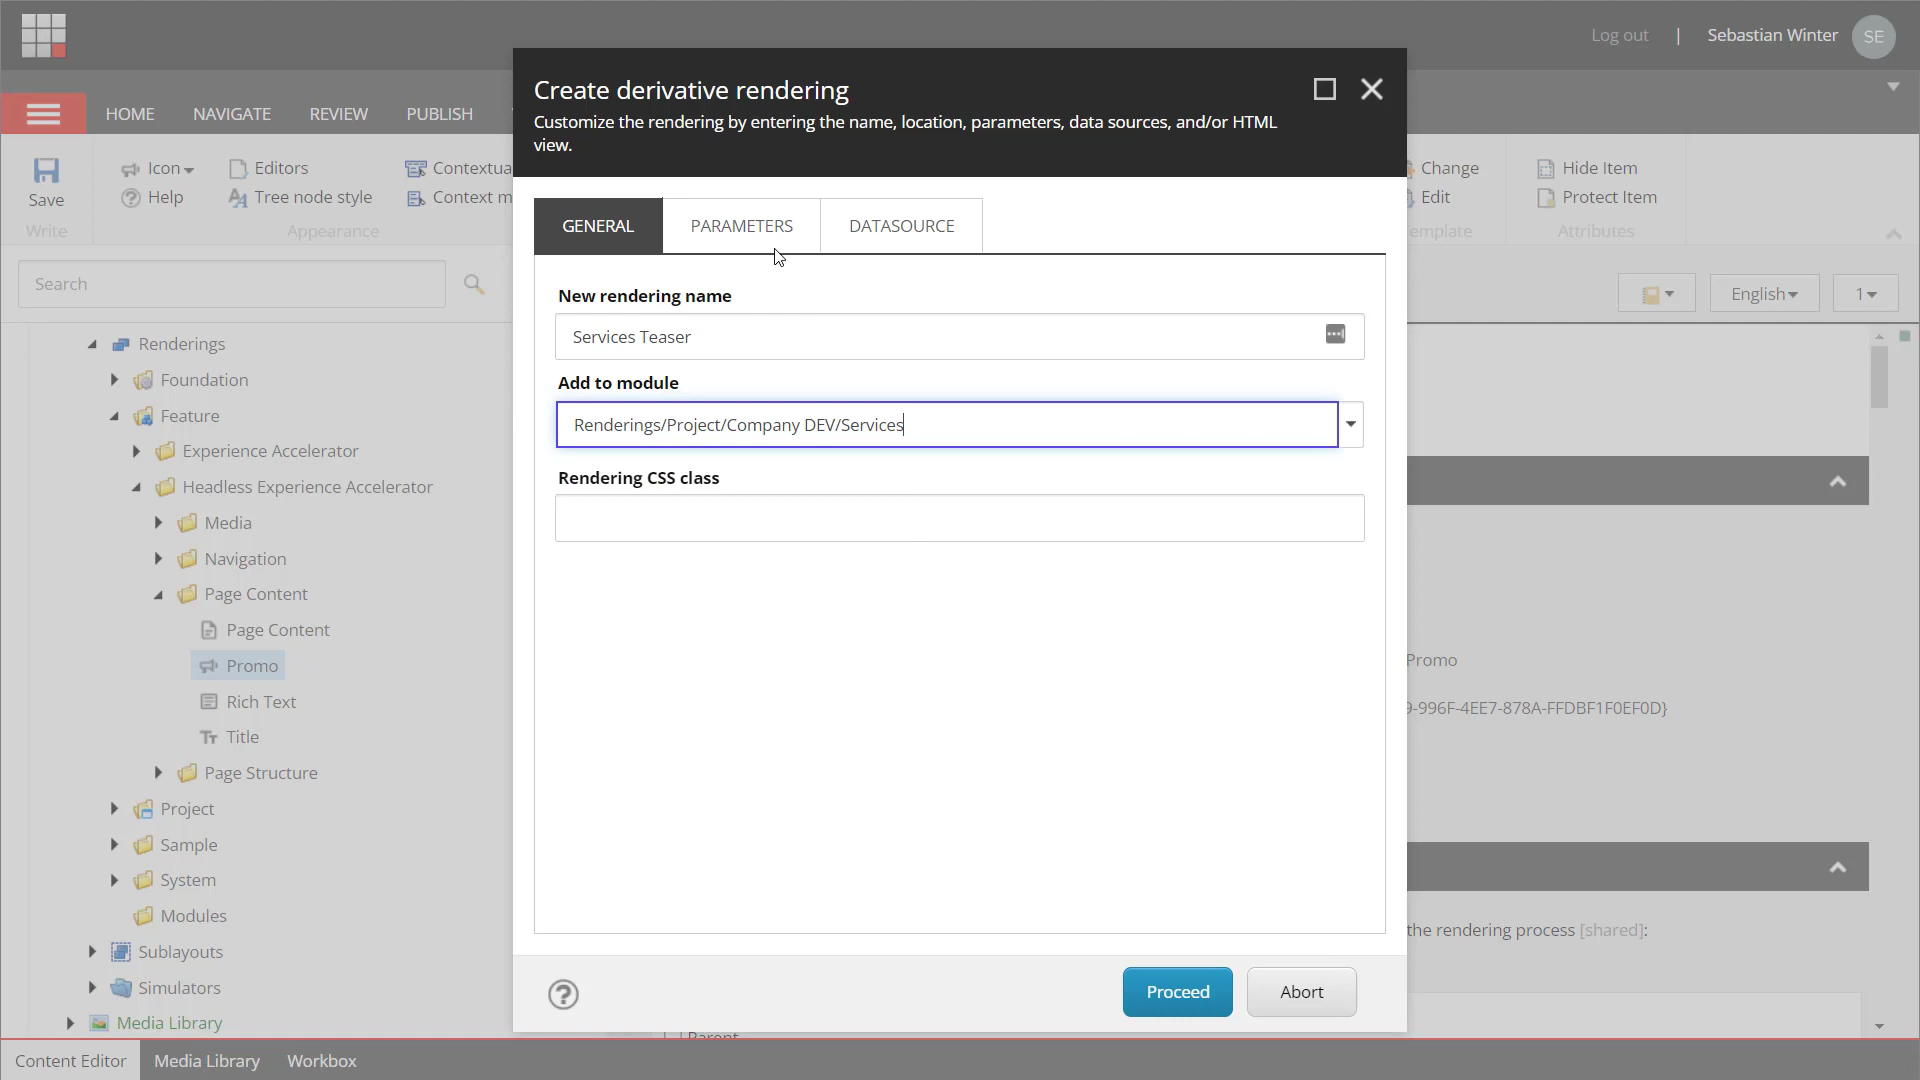 Log out | Sebastian Winter SE
HOME NAVIGATE REVIEW PUBLISH
Create derivative rendering
Customize the rendering by entering the name, location, parameters, data sources, and/or HTML
view.
Save
Write
Icon
Help
Editors
Tree node style
Appearance
Contextua
Context m
Change
Edit
emplate
Hide Item
Protect Item
Attributes
Search
English
1
Renderings
Foundation
Feature
Experience Accelerator
Headless Experience Accelerator
Media
Navigation
Page Content
Page Content
Promo
Rich Text
Title
Page Structure
Project
Sample
System
Modules
Sublayouts
Simulators
Media Library
GENERAL PARAMETERS DATASOURCE
New rendering name
Services Teaser
Add to module
Renderings/Project/Company DEV/Services
Rendering CSS class
Promo
9-996F-4EE7-878A-FFDBF1F0EF0D}
the rendering process [shared]:
Parent
? Proceed Abort
Content Editor Media Library Workbox